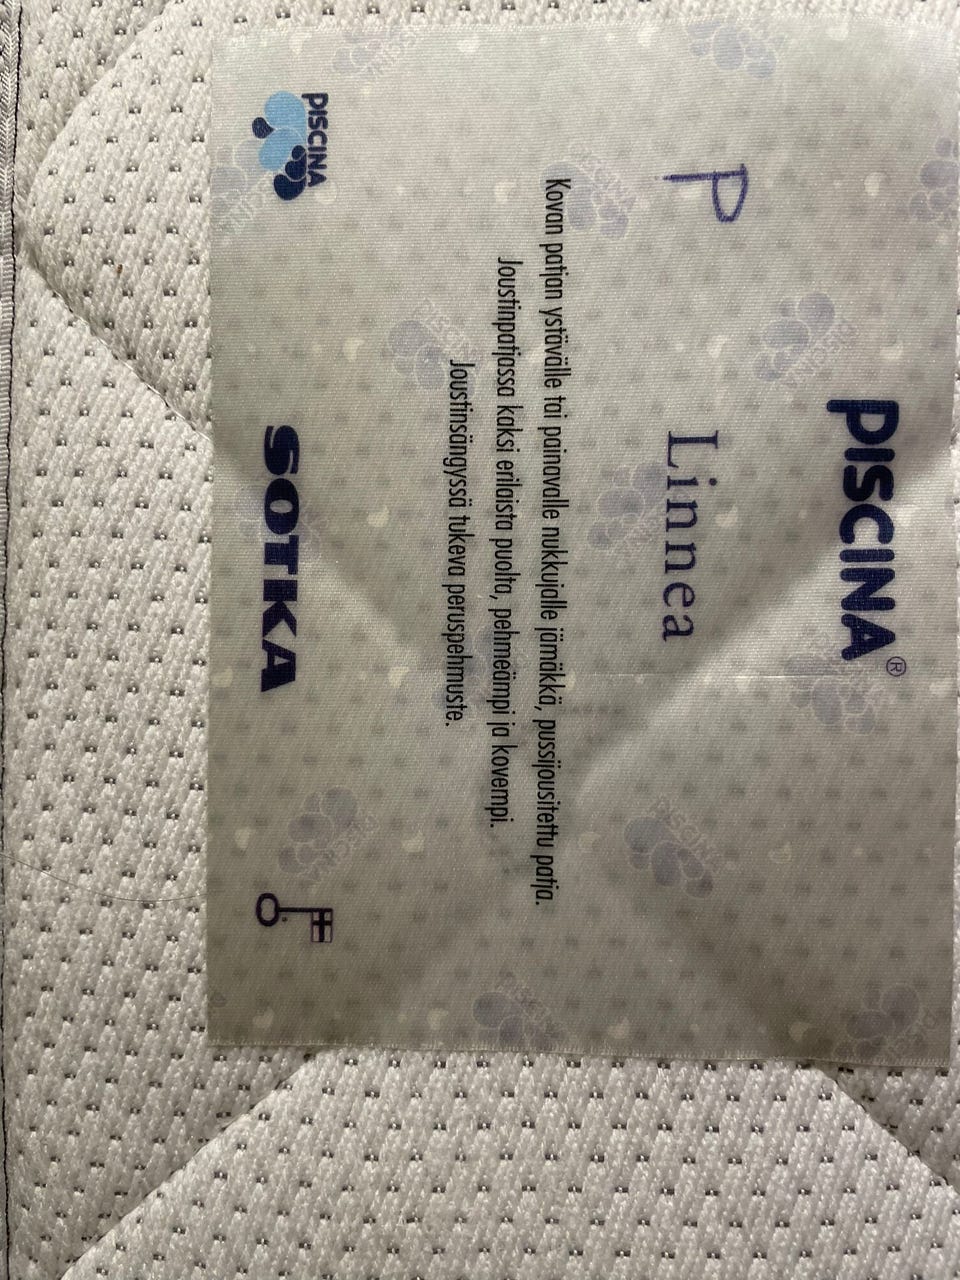 PISCINA®
P Linnea
Kovan patjan ystävälle tai painavalle nukkujalle jämäkkä, pussijousitettu patja.
Joustinpatjassa kaksi erilaista puolta, pehmeämpi ja kovempi.
Joustinsängyssä tukeva peruspehmuste.
PISCINA
SOTKA